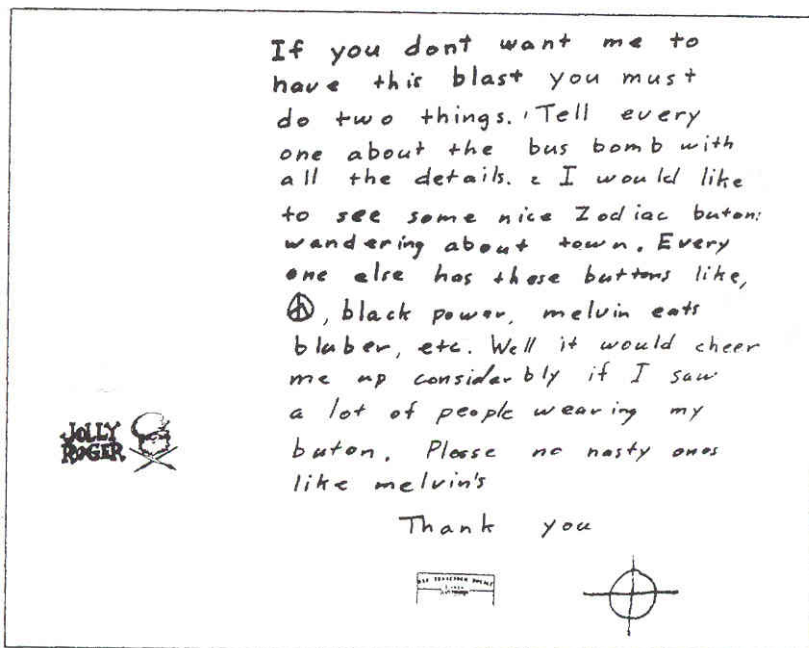 If you dont want me to
have this blast you must
do two things. 1 Tell every
one about the bus bomb with
all the details. 2 I would like
to see some nice Zodiac butons
wandering about town. Every
one else has these buttons like,
☮, black power, melvin eats
bluber, etc. Well it would cheer
me up considerbly if I saw
a lot of people wearing my
buton. Please no nasty ones
like melvin's
Thank you
JOLLY
ROGER